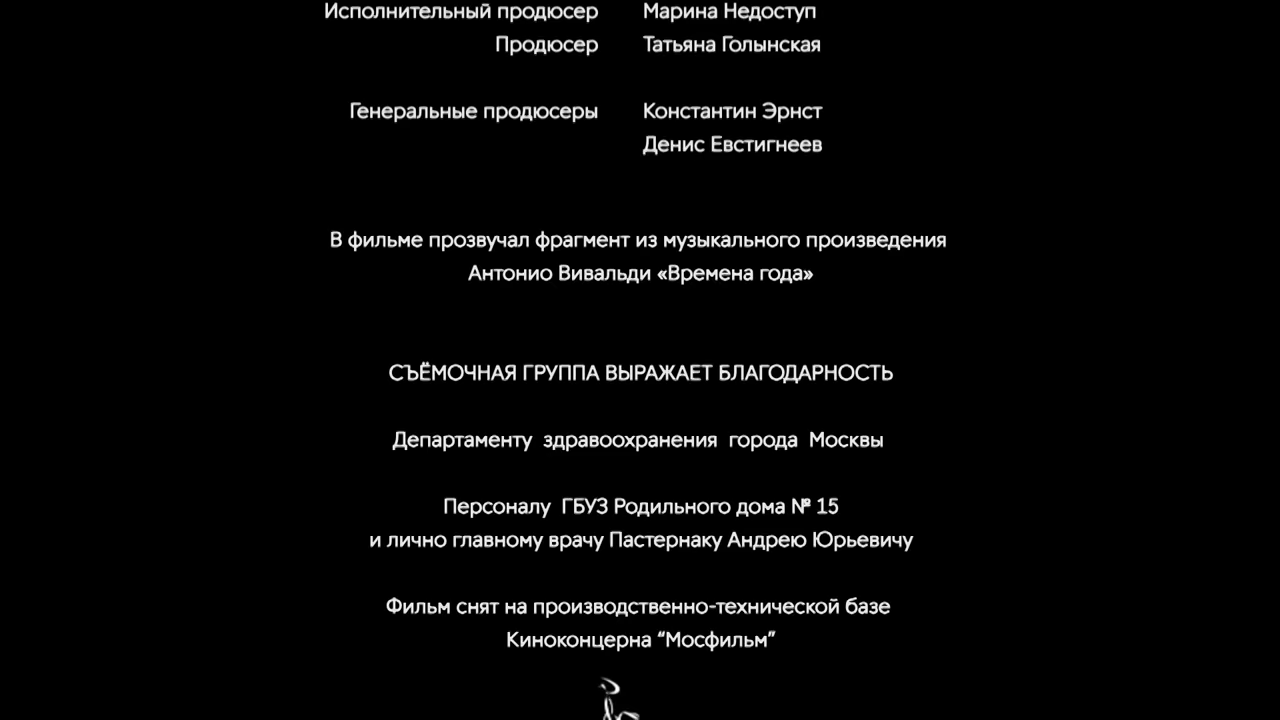 Исполнительный продюсер Марина Недоступ
Продюсер Татьяна Голынская
Генеральные продюсеры Константин Эрнст
Денис Евстигнеев
В фильме прозвучал фрагмент из музыкального произведения
Антонио Вивальди «Времена года»
СЪЁМОЧНАЯ ГРУППА ВЫРАЖАЕТ БЛАГОДАРНОСТЬ
Департаменту здравоохранения города Москвы
Персоналу ГБУЗ Родильного дома № 15
и лично главному врачу Пастернаку Андрею Юрьевичу
Фильм снят на производственно-технической базе
Киноконцерна “Мосфильм”